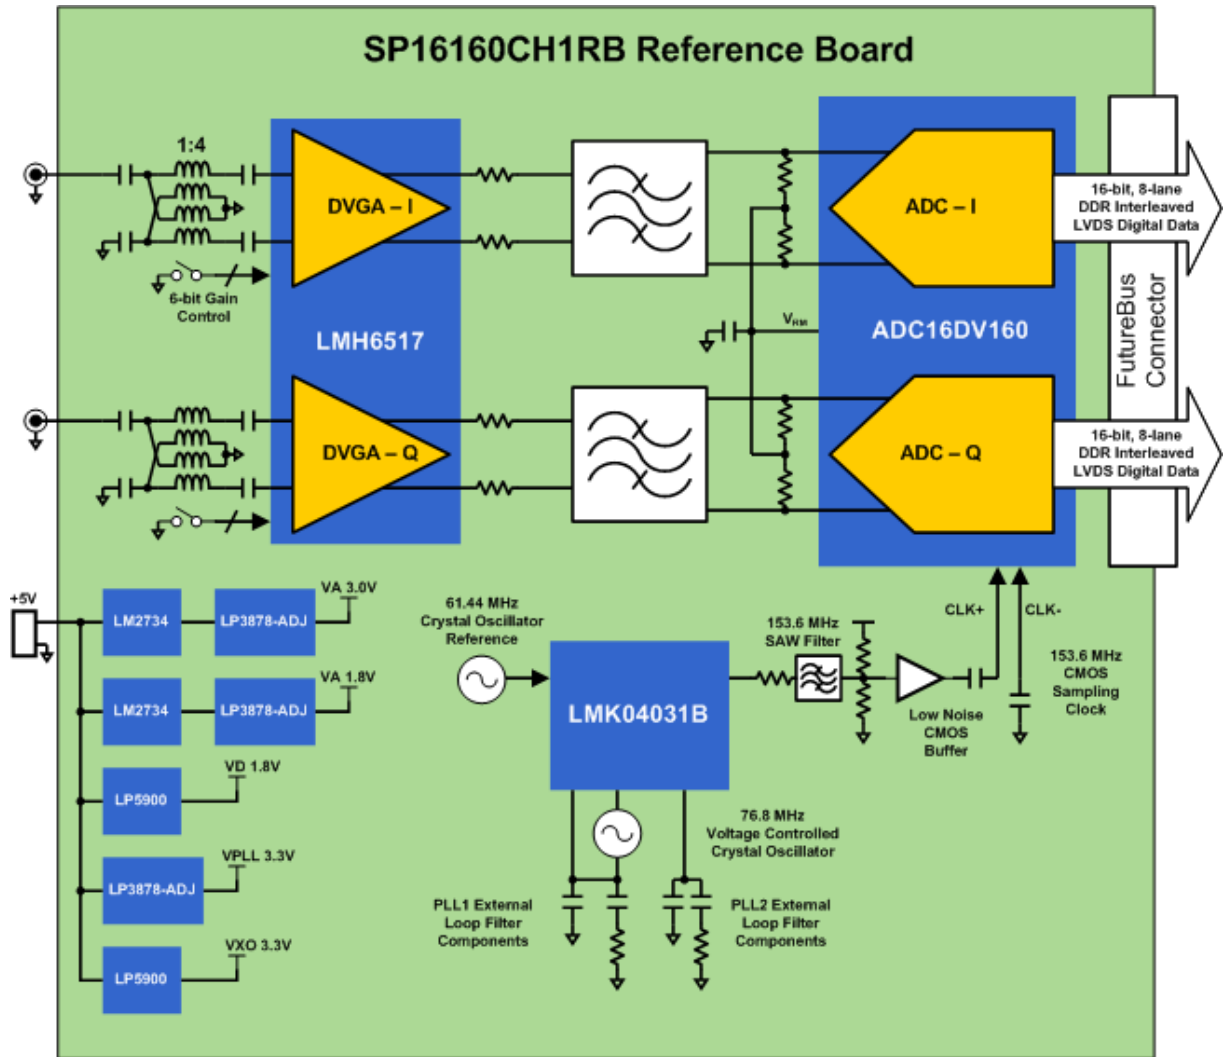 SP16160CH1RB Reference Board
1:4
DVGA – I
6-bit Gain
Control
LMH6517
DVGA – Q
ADC – I
VRM
ADC16DV160
ADC – Q
16-bit, 8-lane
DDR Interleaved
LVDS Digital Data
FutureBus
Connector
16-bit, 8-lane
DDR Interleaved
LVDS Digital Data
+5V
LM2734
LP3878-ADJ
VA 3.0V
LM2734
LP3878-ADJ
VA 1.8V
LP5900
VD 1.8V
LP3878-ADJ
VPLL 3.3V
LP5900
VXO 3.3V
61.44 MHz
Crystal Oscillator
Reference
LMK04031B
153.6 MHz
SAW Filter
Low Noise
CMOS
Buffer
CLK+
CLK-
153.6 MHz
CMOS
Sampling
Clock
76.8 MHz
Voltage Controlled
Crystal Oscillator
PLL1 External
Loop Filter
Components
PLL2 External
Loop Filter
Components